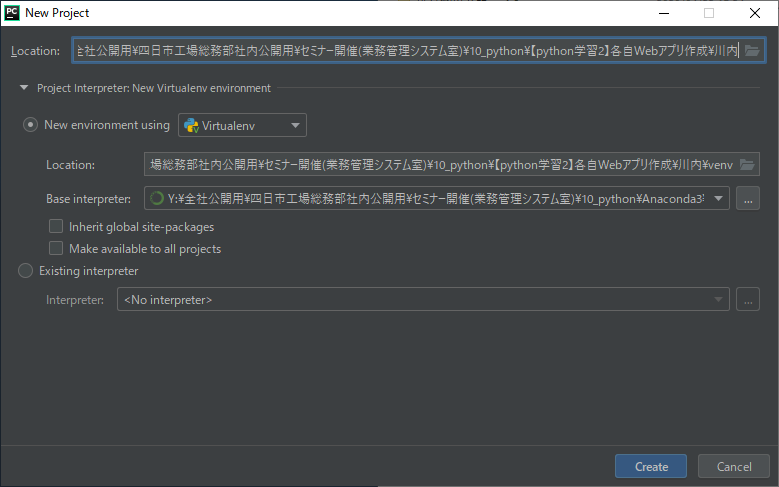 PC New Project
Location: 全社公開用¥四日市工場総務部社内公開用¥セミナー開催(業務管理システム室)¥10_python¥【python学習2】各自Webアプリ作成¥川内
Project Interpreter: New Virtualenv environment
New environment using Virtualenv
Location: 場総務部社内公開用¥セミナー開催(業務管理システム室)¥10_python¥【python学習2】各自Webアプリ作成¥川内¥venv
Base interpreter: Y:¥全社公開用¥四日市工場総務部社内公開用¥セミナー開催(業務管理システム室)¥10_python¥Anaconda3¥ ...
Inherit global site-packages
Make available to all projects
Existing interpreter
Interpreter: <No interpreter> ...
Create Cancel